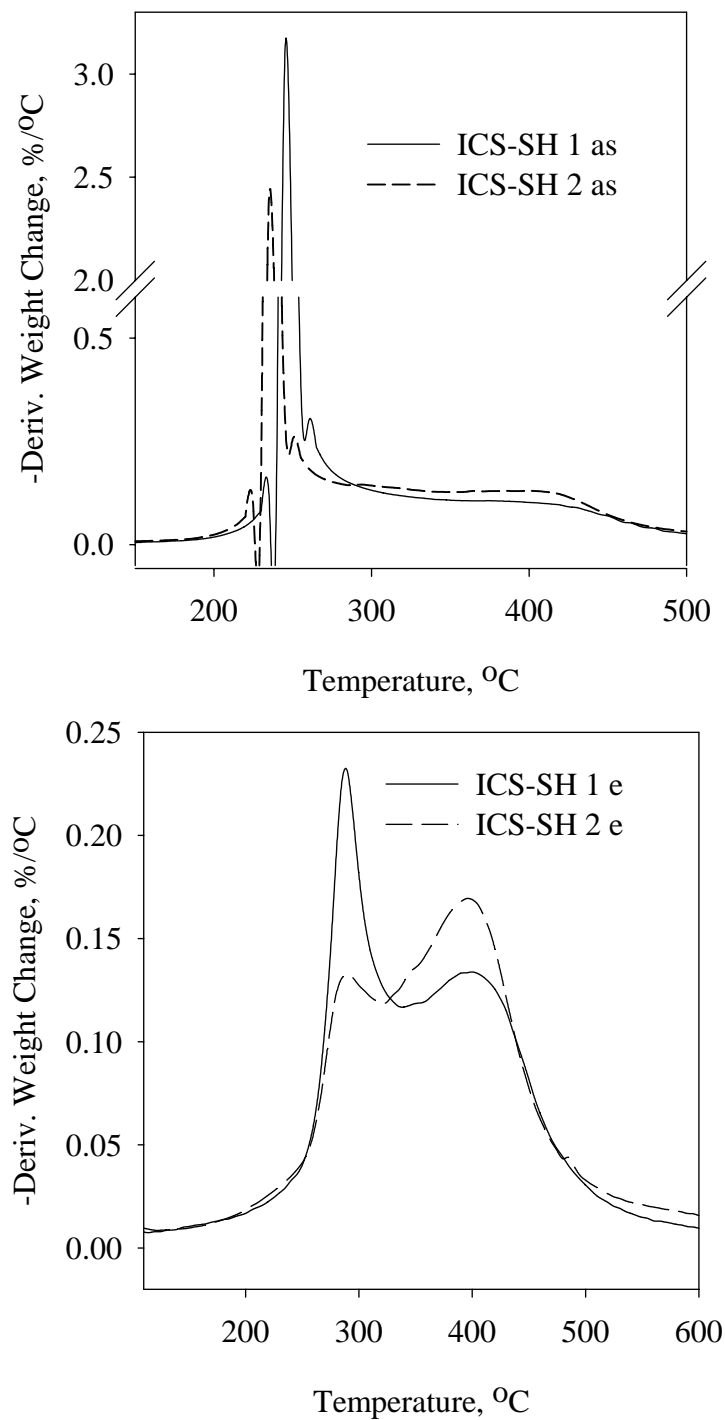 3.0
2.5
2.0
0.5
0.0
-Deriv. Weight Change, %/ºC
ICS-SH 1 as
ICS-SH 2 as
200 300 400 500
Temperature, ºC
0.25
0.20
0.15
0.10
0.05
0.00
-Deriv. Weight Change, %/ºC
ICS-SH 1 e
ICS-SH 2 e
200 300 400 500 600
Temperature, ºC